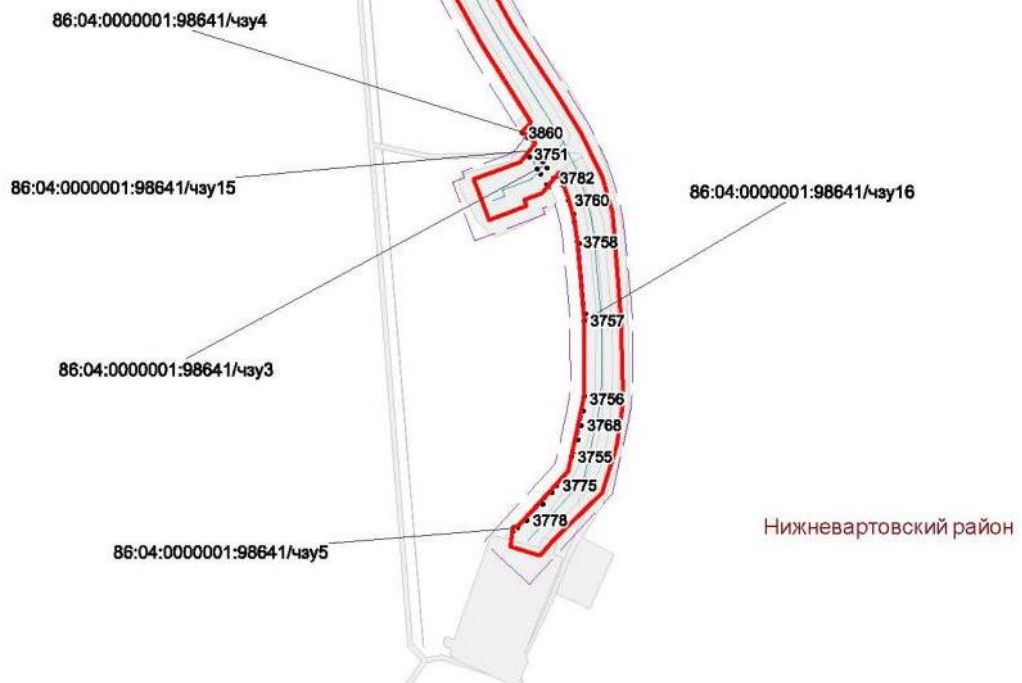 86:04:0000001:98641/чзу4
3860
3751
3782
86:04:0000001:98641/чзу15
86:04:0000001:98641/чзу16
3760
3758
3757
86:04:0000001:98641/чзу3
3756
3768
3755
3775
3778
Нижневартовский район
86:04:0000001:98641/чзу5